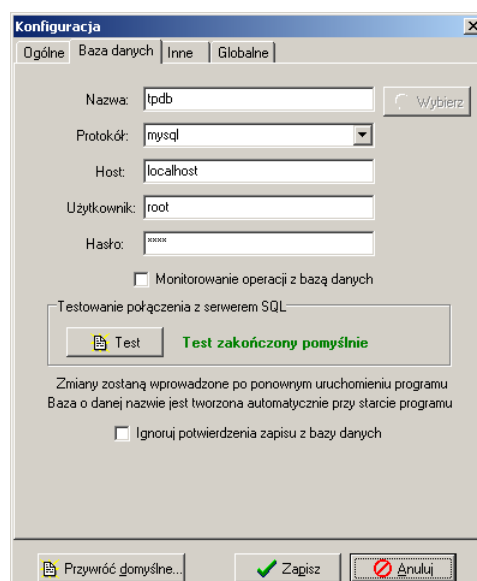 Konfiguracja
Ogólne Baza danych Inne Globalne
Nazwa: tpdb Wybierz
Protokół: mysql
Host: localhost
Użytkownik: root
Hasło: ****
Monitorowanie operacji z bazą danych
Testowanie połączenia z serwerem SQL
Test Test zakończony pomyślnie
Zmiany zostaną wprowadzone po ponownym uruchomieniu programu
Baza o danej nazwie jest tworzona automatycznie przy starcie programu
Ignoruj potwierdzenia zapisu z bazy danych
Przywróć domyślne... Zapisz Anuluj